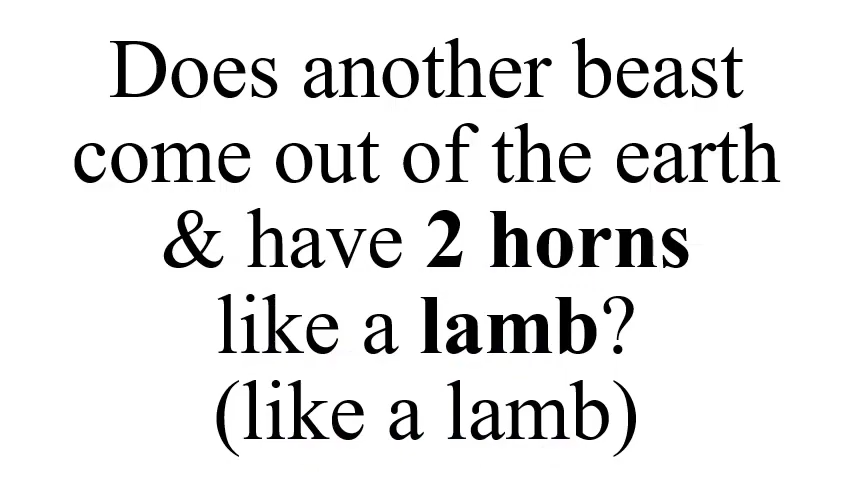 Does another beast
come out of the earth
& have 2 horns
like a lamb?
(like a lamb)